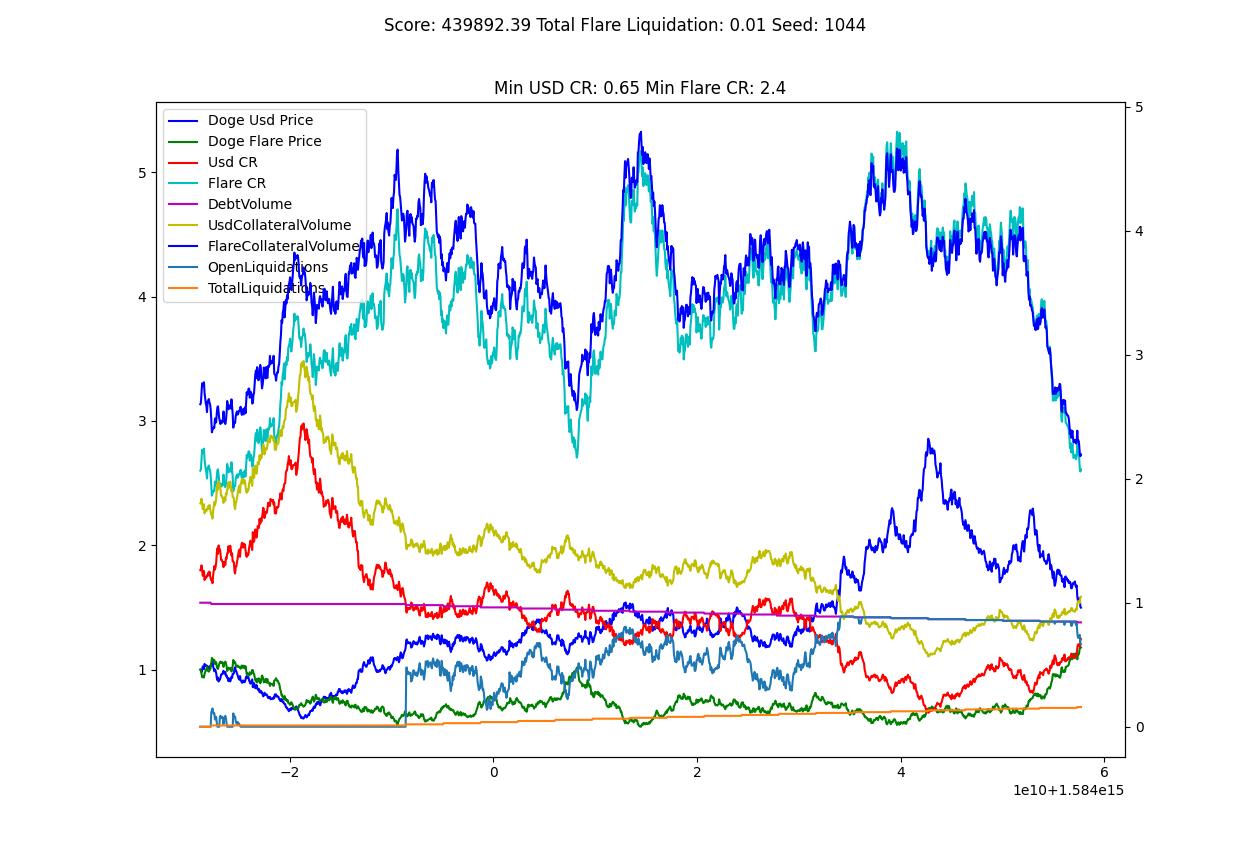 Score: 439892.39 Total Flare Liquidation: 0.01 Seed: 1044
Min USD CR: 0.65 Min Flare CR: 2.4
Doge Usd Price
Doge Flare Price
Usd CR
Flare CR
DebtVolume
UsdCollateralVolume
FlareCollateralVolume
OpenLiquidations
TotalLiquidations
5
4
3
2
1
5
4
3
2
1
0
−2
0
2
4
6
1e10+1.584e15